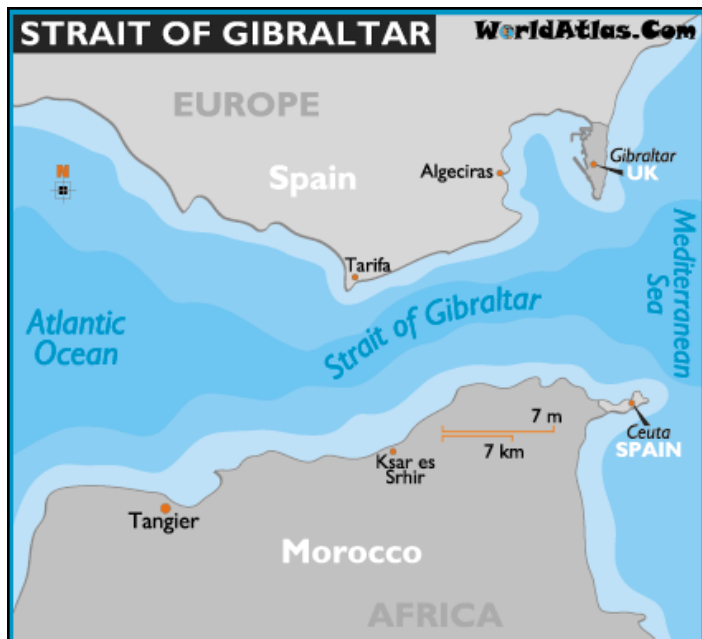 STRAIT OF GIBRALTAR
WorldAtlas.Com
EUROPE
N
Spain
Algeciras
Gibraltar
UK
Tarifa
Mediterranean
Sea
Atlantic
Ocean
Strait of Gibraltar
7 m
7 km
Ceuta
SPAIN
Ksar es
Srhir
Tangier
Morocco
AFRICA